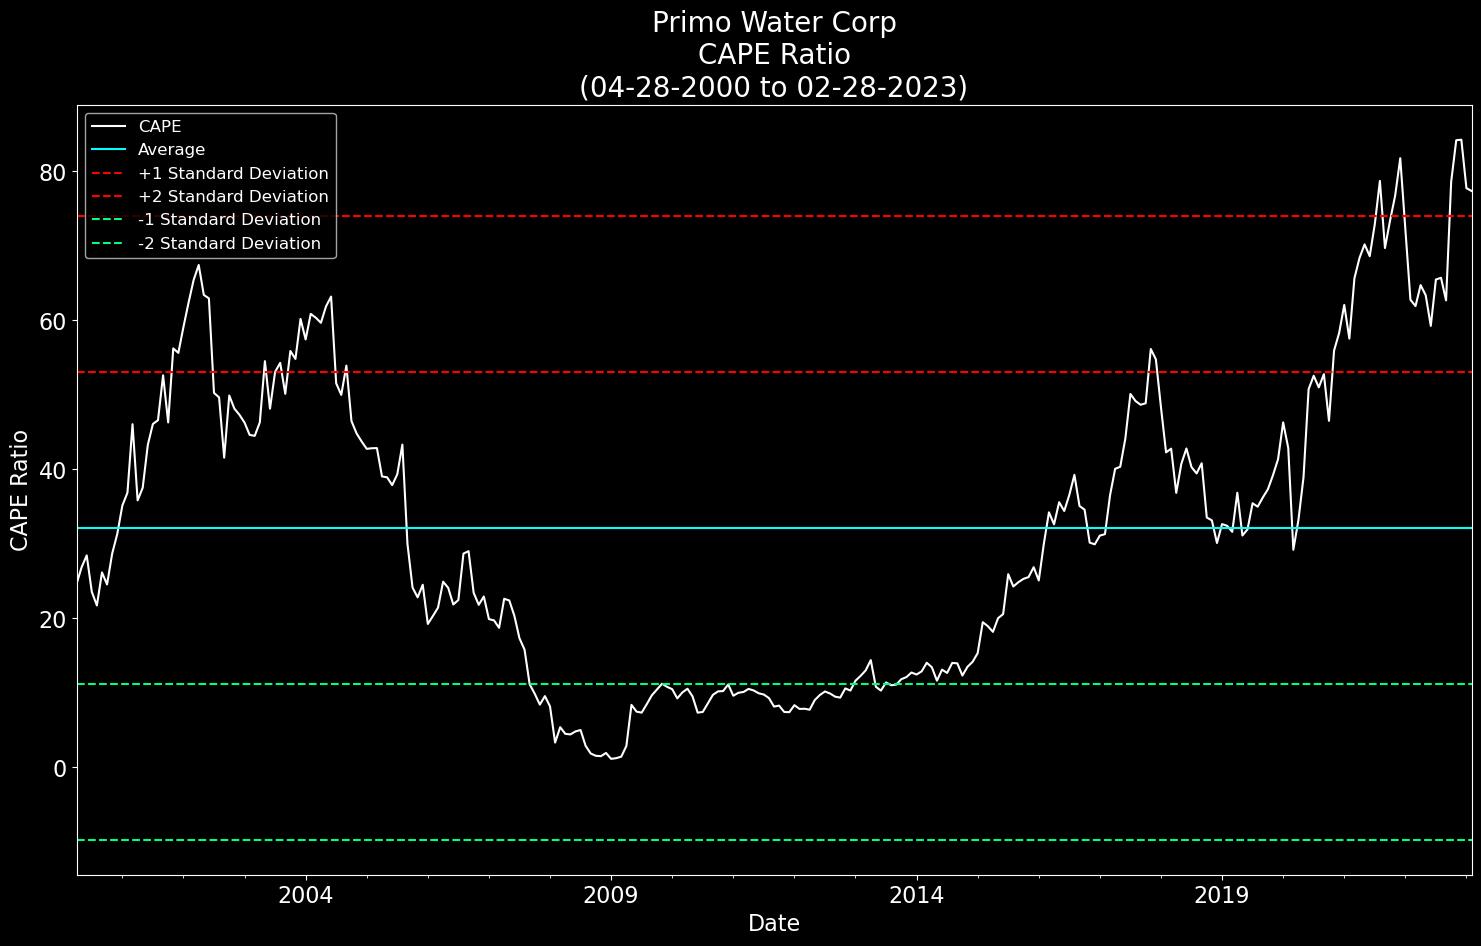 Primo Water Corp
CAPE Ratio
(04-28-2000 to 02-28-2023)
CAPE
Average
+1 Standard Deviation
+2 Standard Deviation
-1 Standard Deviation
-2 Standard Deviation
80
60
40
20
0
CAPE Ratio
2004
2009
2014
2019
Date